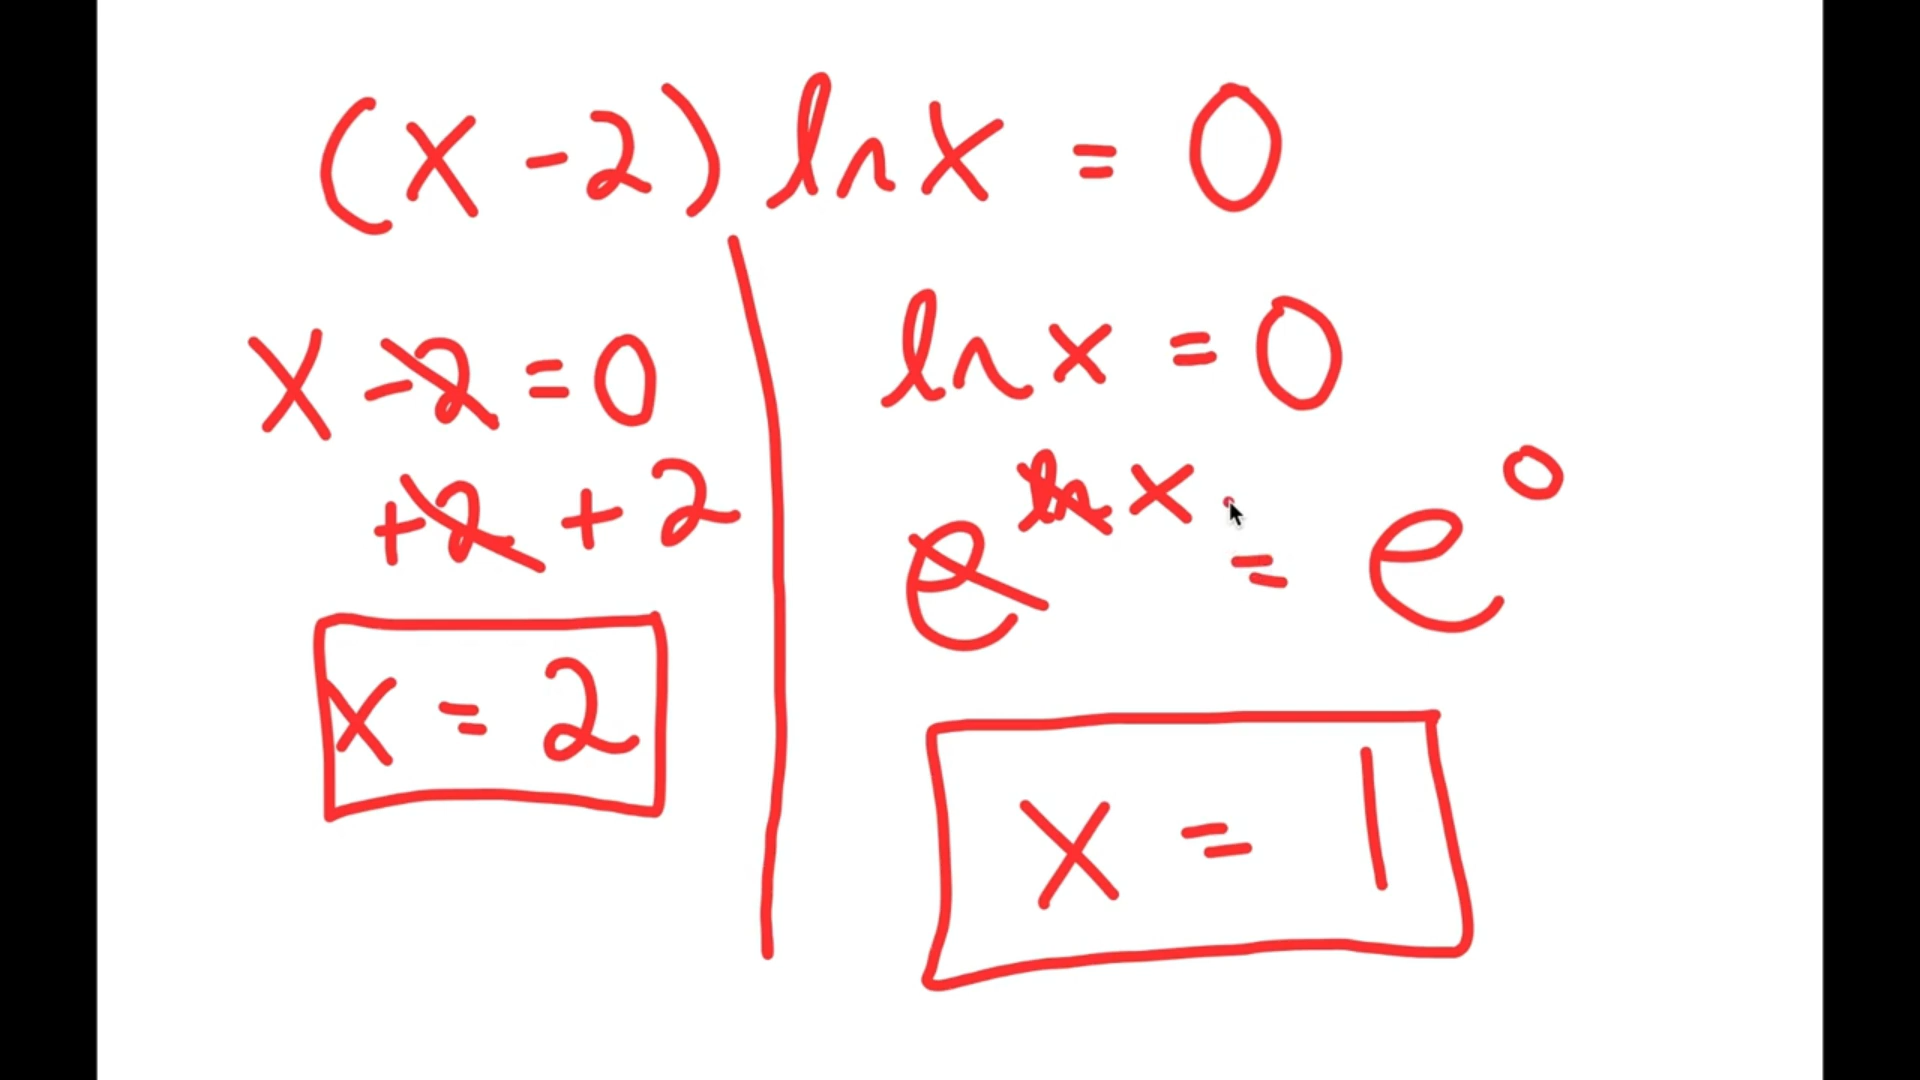 (x - 2) ln x = 0
x - 2 = 0
+ 2 + 2
x = 2
ln x = 0
e^{ln x} = e^0
x = 1